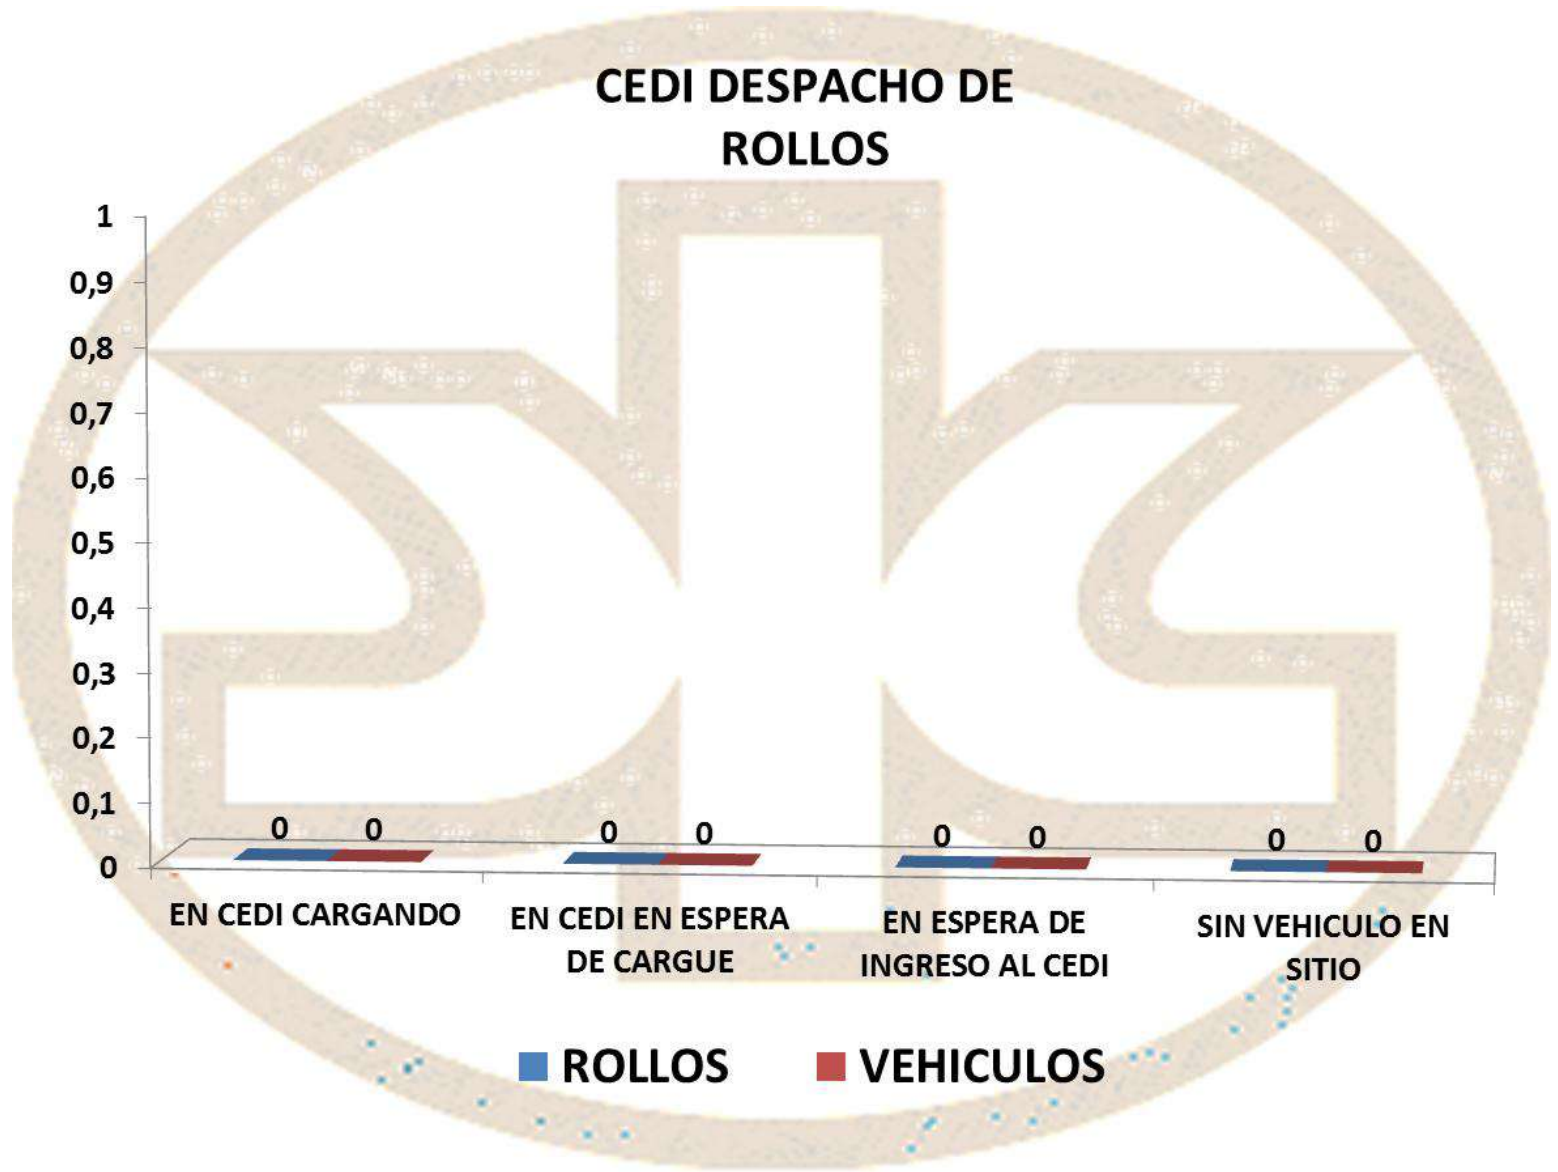 CEDI DESPACHO DE
ROLLOS
1
0,9
0,8
0,7
0,6
0,5
0,4
0,3
0,2
0,1
0
0 0 0 0 0 0 0 0
EN CEDI CARGANDO
EN CEDI EN ESPERA
DE CARGUE
EN ESPERA DE
INGRESO AL CEDI
SIN VEHICULO EN
SITIO
ROLLOS VEHICULOS